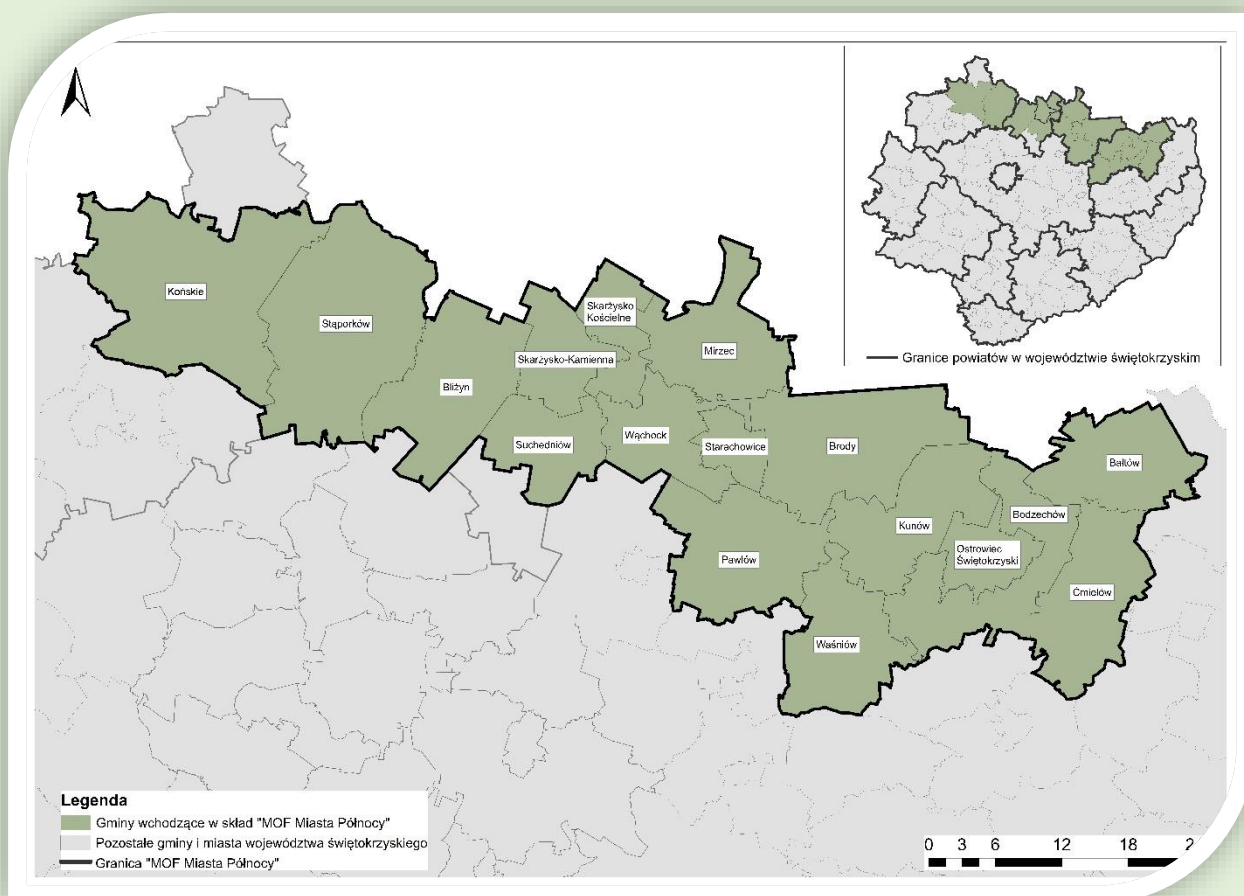 Granice powiatów w województwie świętokrzyskim
Końskie
Stąporków
Skarżysko
Kościelne
Mirzec
Skarżysko-Kamienna
Bliżyn
Suchedniów
Wąchock
Starachowice
Brody
Bałtów
Bodzechów
Kunów
Ostrowiec
Świętokrzyski
Pawłów
Ćmielów
Waśniów
Legenda
Gminy wchodzące w skład "MOF Miasta Północy"
Pozostałe gminy i miasta województwa świętokrzyskiego
Granica "MOF Miasta Północy"
0 3 6 12 18 2